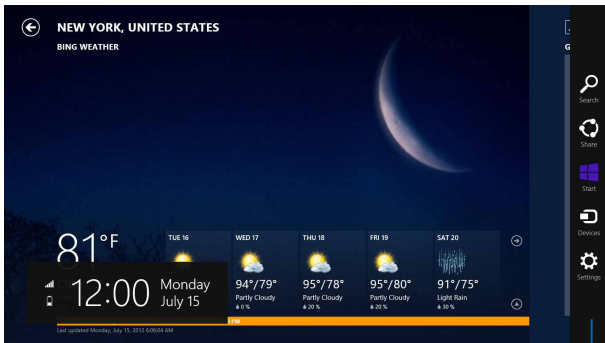 NEW YORK, UNITED STATES
BING WEATHER
G
Search
Share
Start
Devices
Settings
81°F
TUE 16
WED 17
94°/79°
Partly Cloudy
0 %
THU 18
95°/78°
Partly Cloudy
20 %
FRI 19
95°/80°
Partly Cloudy
20 %
SAT 20
91°/75°
Light Rain
30 %
12:00
Monday
July 15
PM
Last updated Monday, July 15, 2013 6:06:04 AM